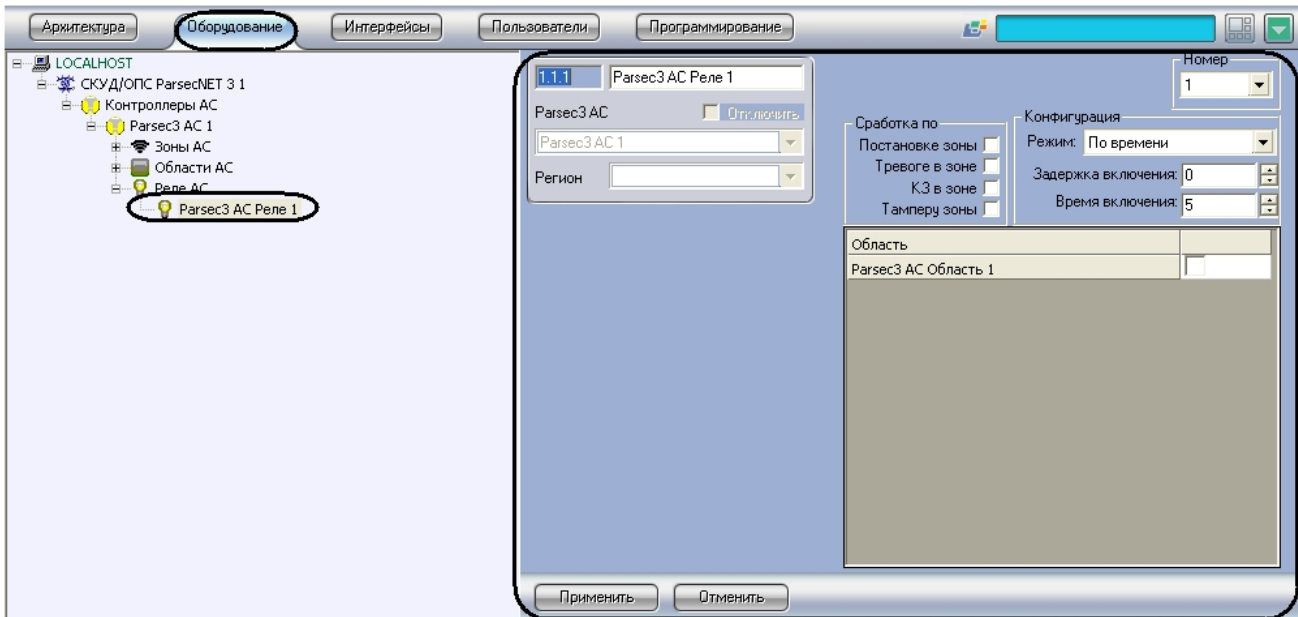 Архитектура
Оборудование
Интерфейсы
Пользователи
Программирование
LOCALHOST
СКУД/ОПС ParsecNET 3 1
Контроллеры АС
Parsec3 AC 1
Зоны АС
Области АС
Реле АС
Parsec3 AC Реле 1
1.1.1
Parsec3 AC Реле 1
Parsec3 AC
Отключить
Parsec3 AC 1
Регион
Номер
1
Сработка по
Постановке зоны
Тревоге в зоне
К.З в зоне
Тамперу зоны
Конфигурация
Режим: По времени
Задержка включения: 0
Время включения: 5
Область
Parsec3 AC Область 1
Применить
Отменить